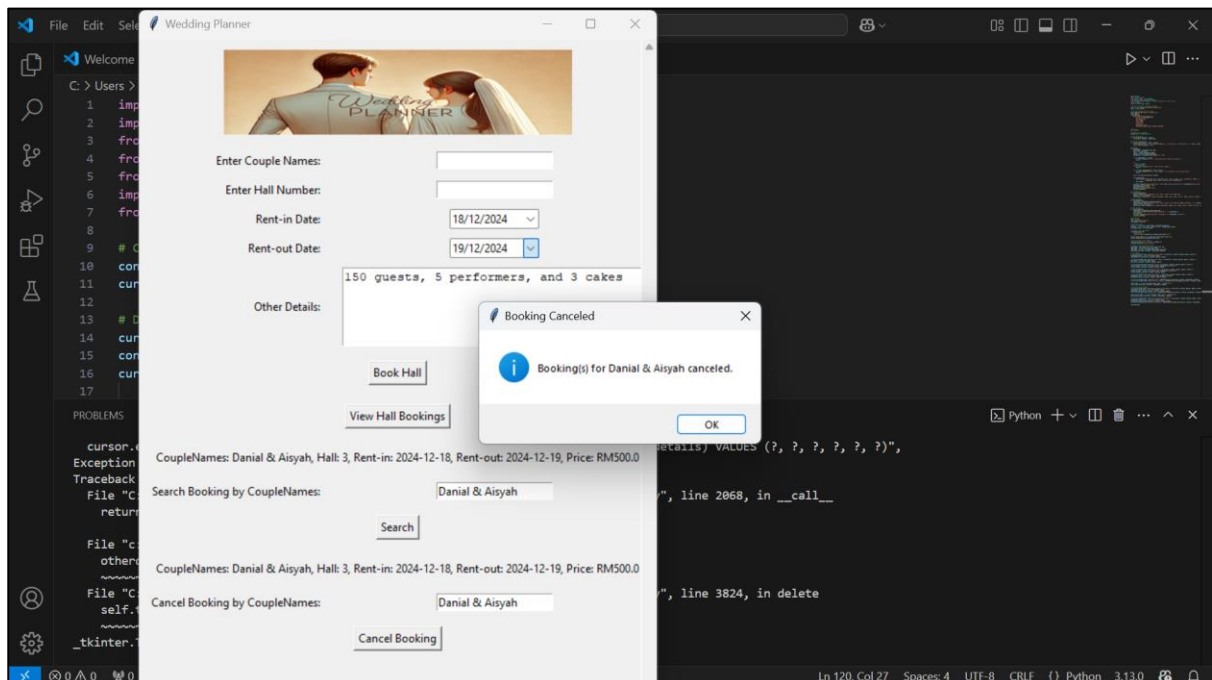 File Edit Sele
Wedding Planner
Welcome
C: > Users >
Wedding
PLANNER
1 imp
2 imp
3 fro
4 fro
5 fro
6 imp
7 fro
8
9 # C
10 con
11 cur
12
13 # D
14 cur
15 con
16 cur
17
Enter Couple Names:
Enter Hall Number:
Rent-in Date: 18/12/2024
Rent-out Date: 19/12/2024
Other Details: 150 guests, 5 performers, and 3 cakes
Book Hall
View Hall Bookings
CoupleNames: Danial & Aisyah, Hall: 3, Rent-in: 2024-12-18, Rent-out: 2024-12-19, Price: RM500.0
Search Booking by CoupleNames: Danial & Aisyah
Search
CoupleNames: Danial & Aisyah, Hall: 3, Rent-in: 2024-12-18, Rent-out: 2024-12-19, Price: RM500.0
Cancel Booking by CoupleNames: Danial & Aisyah
Cancel Booking
Booking Canceled
Booking(s) for Danial & Aisyah canceled.
OK
PROBLEMS
Python
cursor.e
details) VALUES (?, ?, ?, ?, ?, ?)",
Exception
Traceback
File "C:
", line 2068, in __call__
return
File "c:
otherd
~~~~~~
File "C:
", line 3824, in delete
self.t
~~~~~~
_tkinter.T
0 0 0
Ln 120, Col 27 Spaces: 4 UTF-8 CRLF {} Python 3.13.0